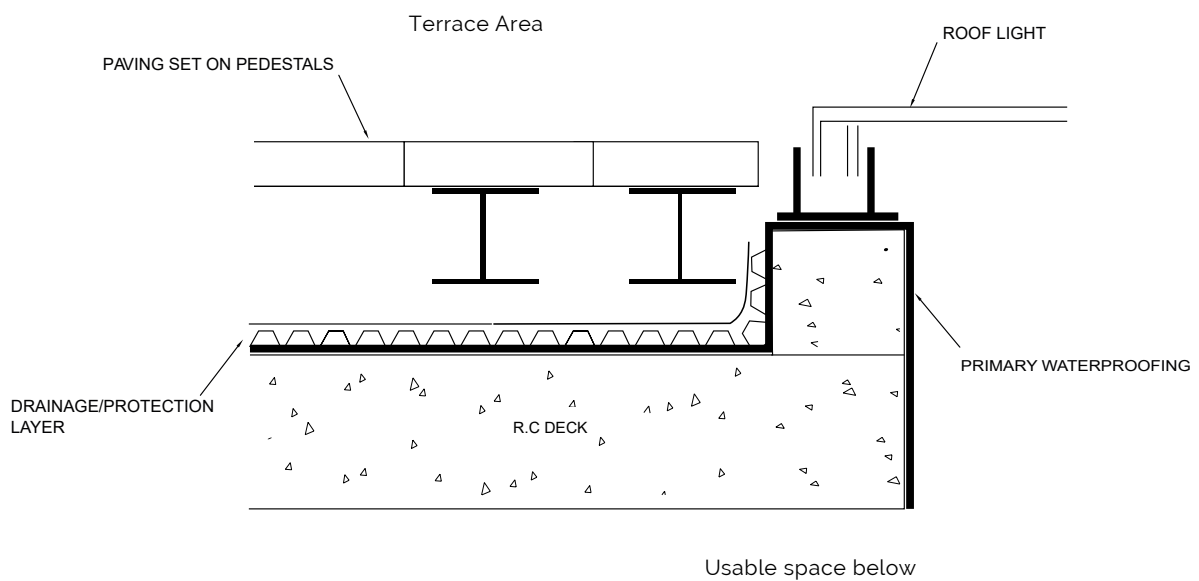 Terrace Area
ROOF LIGHT
PAVING SET ON PEDESTALS
PRIMARY WATERPROOFING
DRAINAGE/PROTECTION
LAYER
R.C DECK
Usable space below